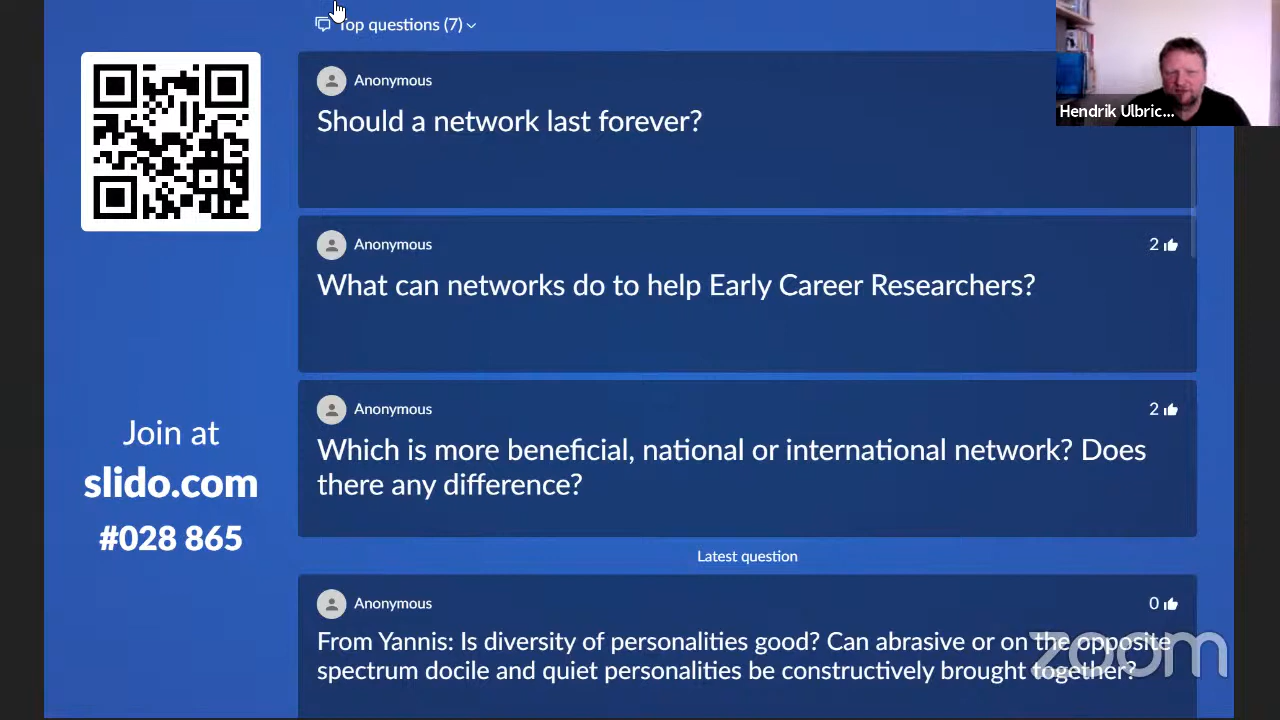 Top questions (7)
Anonymous
Should a network last forever?
Hendrik Ulbric...
Anonymous
2
What can networks do to help Early Career Researchers?
Anonymous
2
Which is more beneficial, national or international network? Does
there any difference?
Join at
slido.com
#028 865
Latest question
Anonymous
0
From Yannis: Is diversity of personalities good? Can abrasive or on the opposite
spectrum docile and quiet personalities be constructively brought together?
zoom